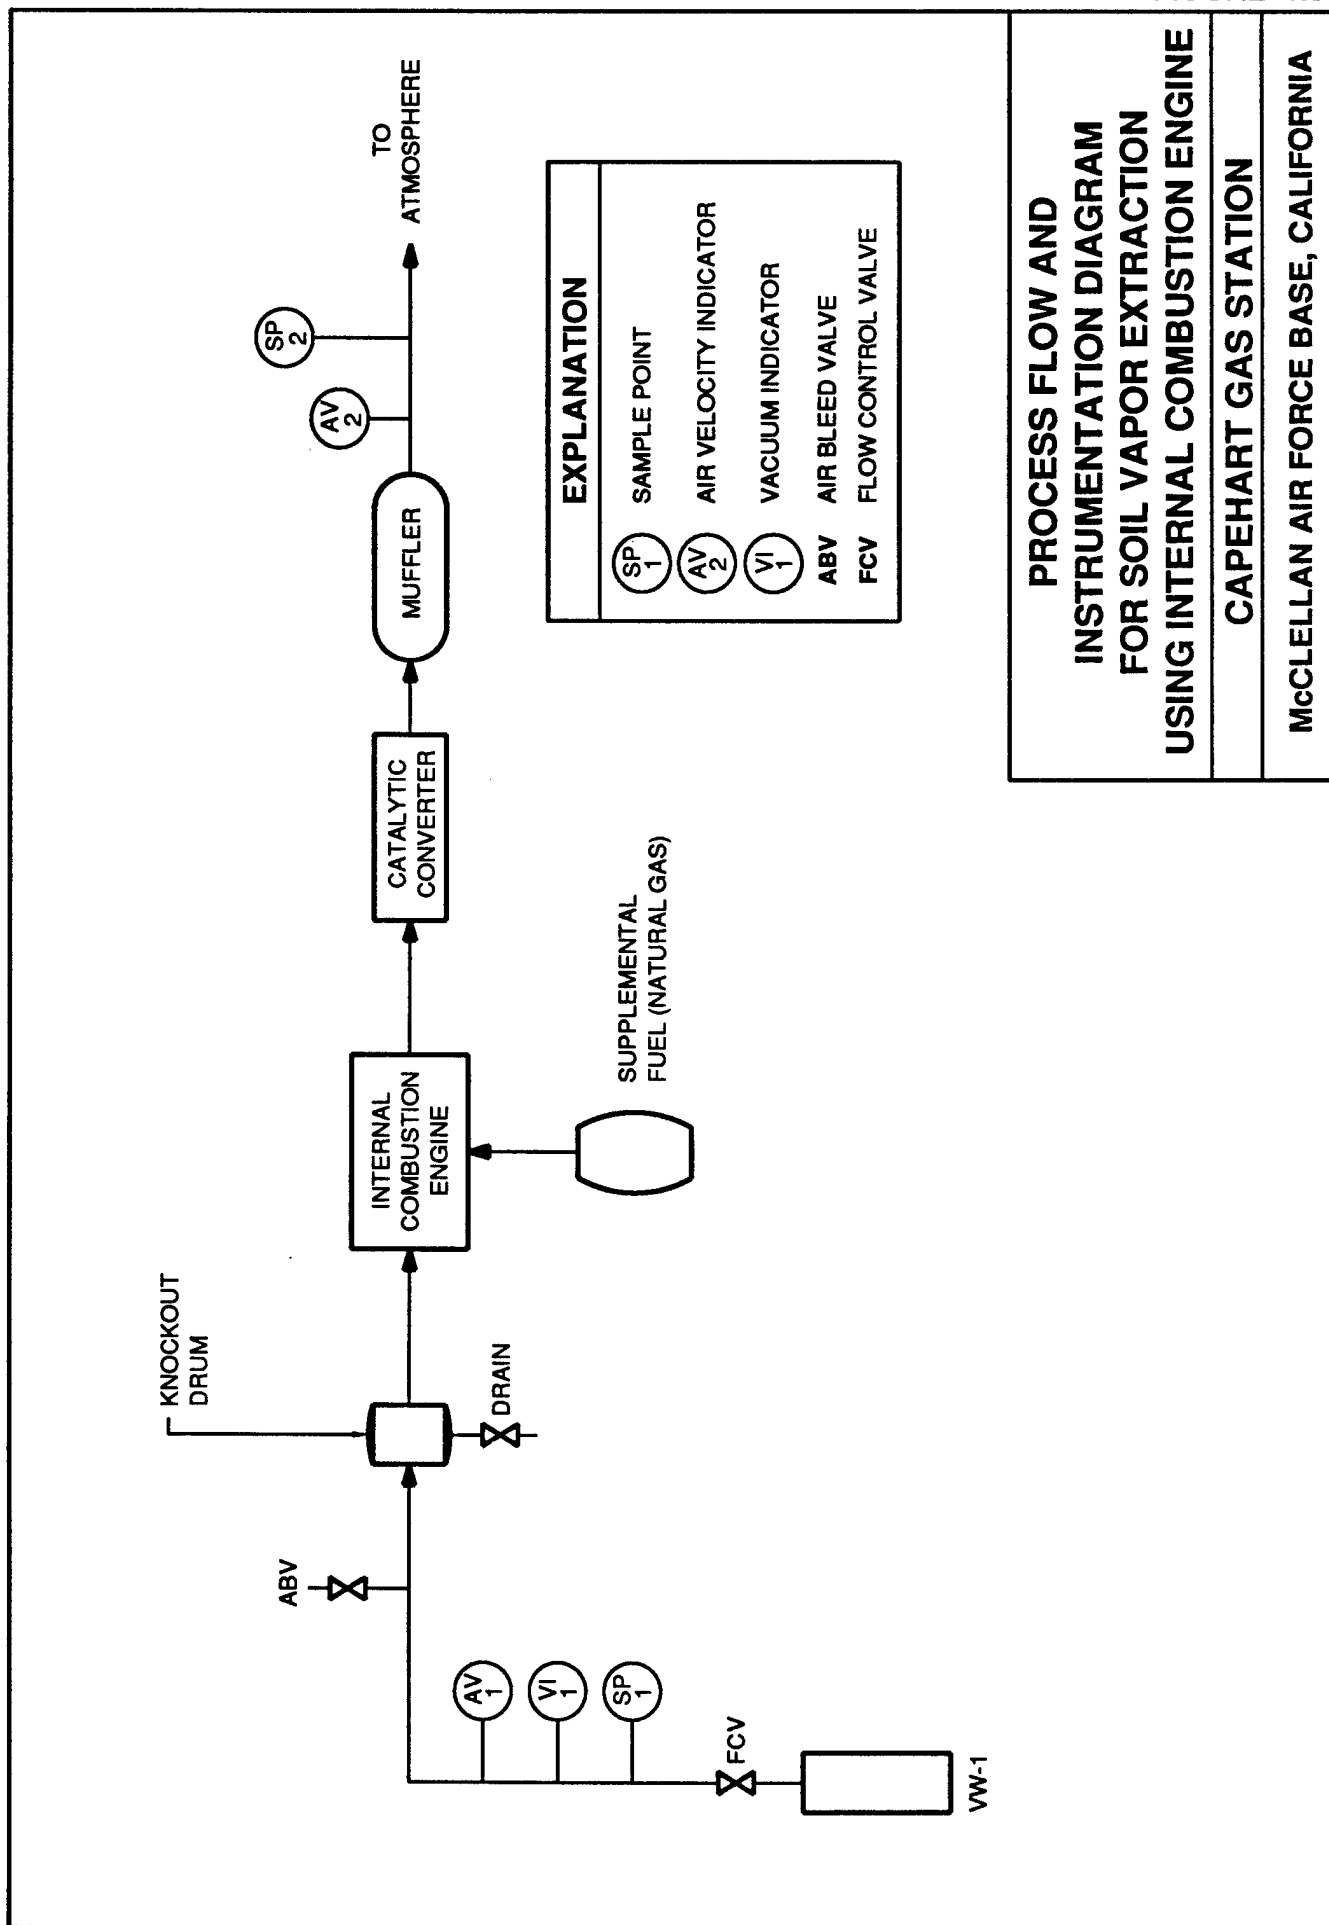 KNOCKOUT
DRUM
ABV
AV
1
VI
1
SP
1
FCV
VW-1
DRAIN
INTERNAL
COMBUSTION
ENGINE
SUPPLEMENTAL
FUEL (NATURAL GAS)
CATALYTIC
CONVERTER
MUFFLER
AV
2
SP
2
TO
ATMOSPHERE
EXPLANATION
SP
1
SAMPLE POINT
AV
2
AIR VELOCITY INDICATOR
VI
1
VACUUM INDICATOR
ABV AIR BLEED VALVE
FCV FLOW CONTROL VALVE
PROCESS FLOW AND
INSTRUMENTATION DIAGRAM
FOR SOIL VAPOR EXTRACTION
USING INTERNAL COMBUSTION ENGINE
CAPEHART GAS STATION
McCLELLAN AIR FORCE BASE, CALIFORNIA